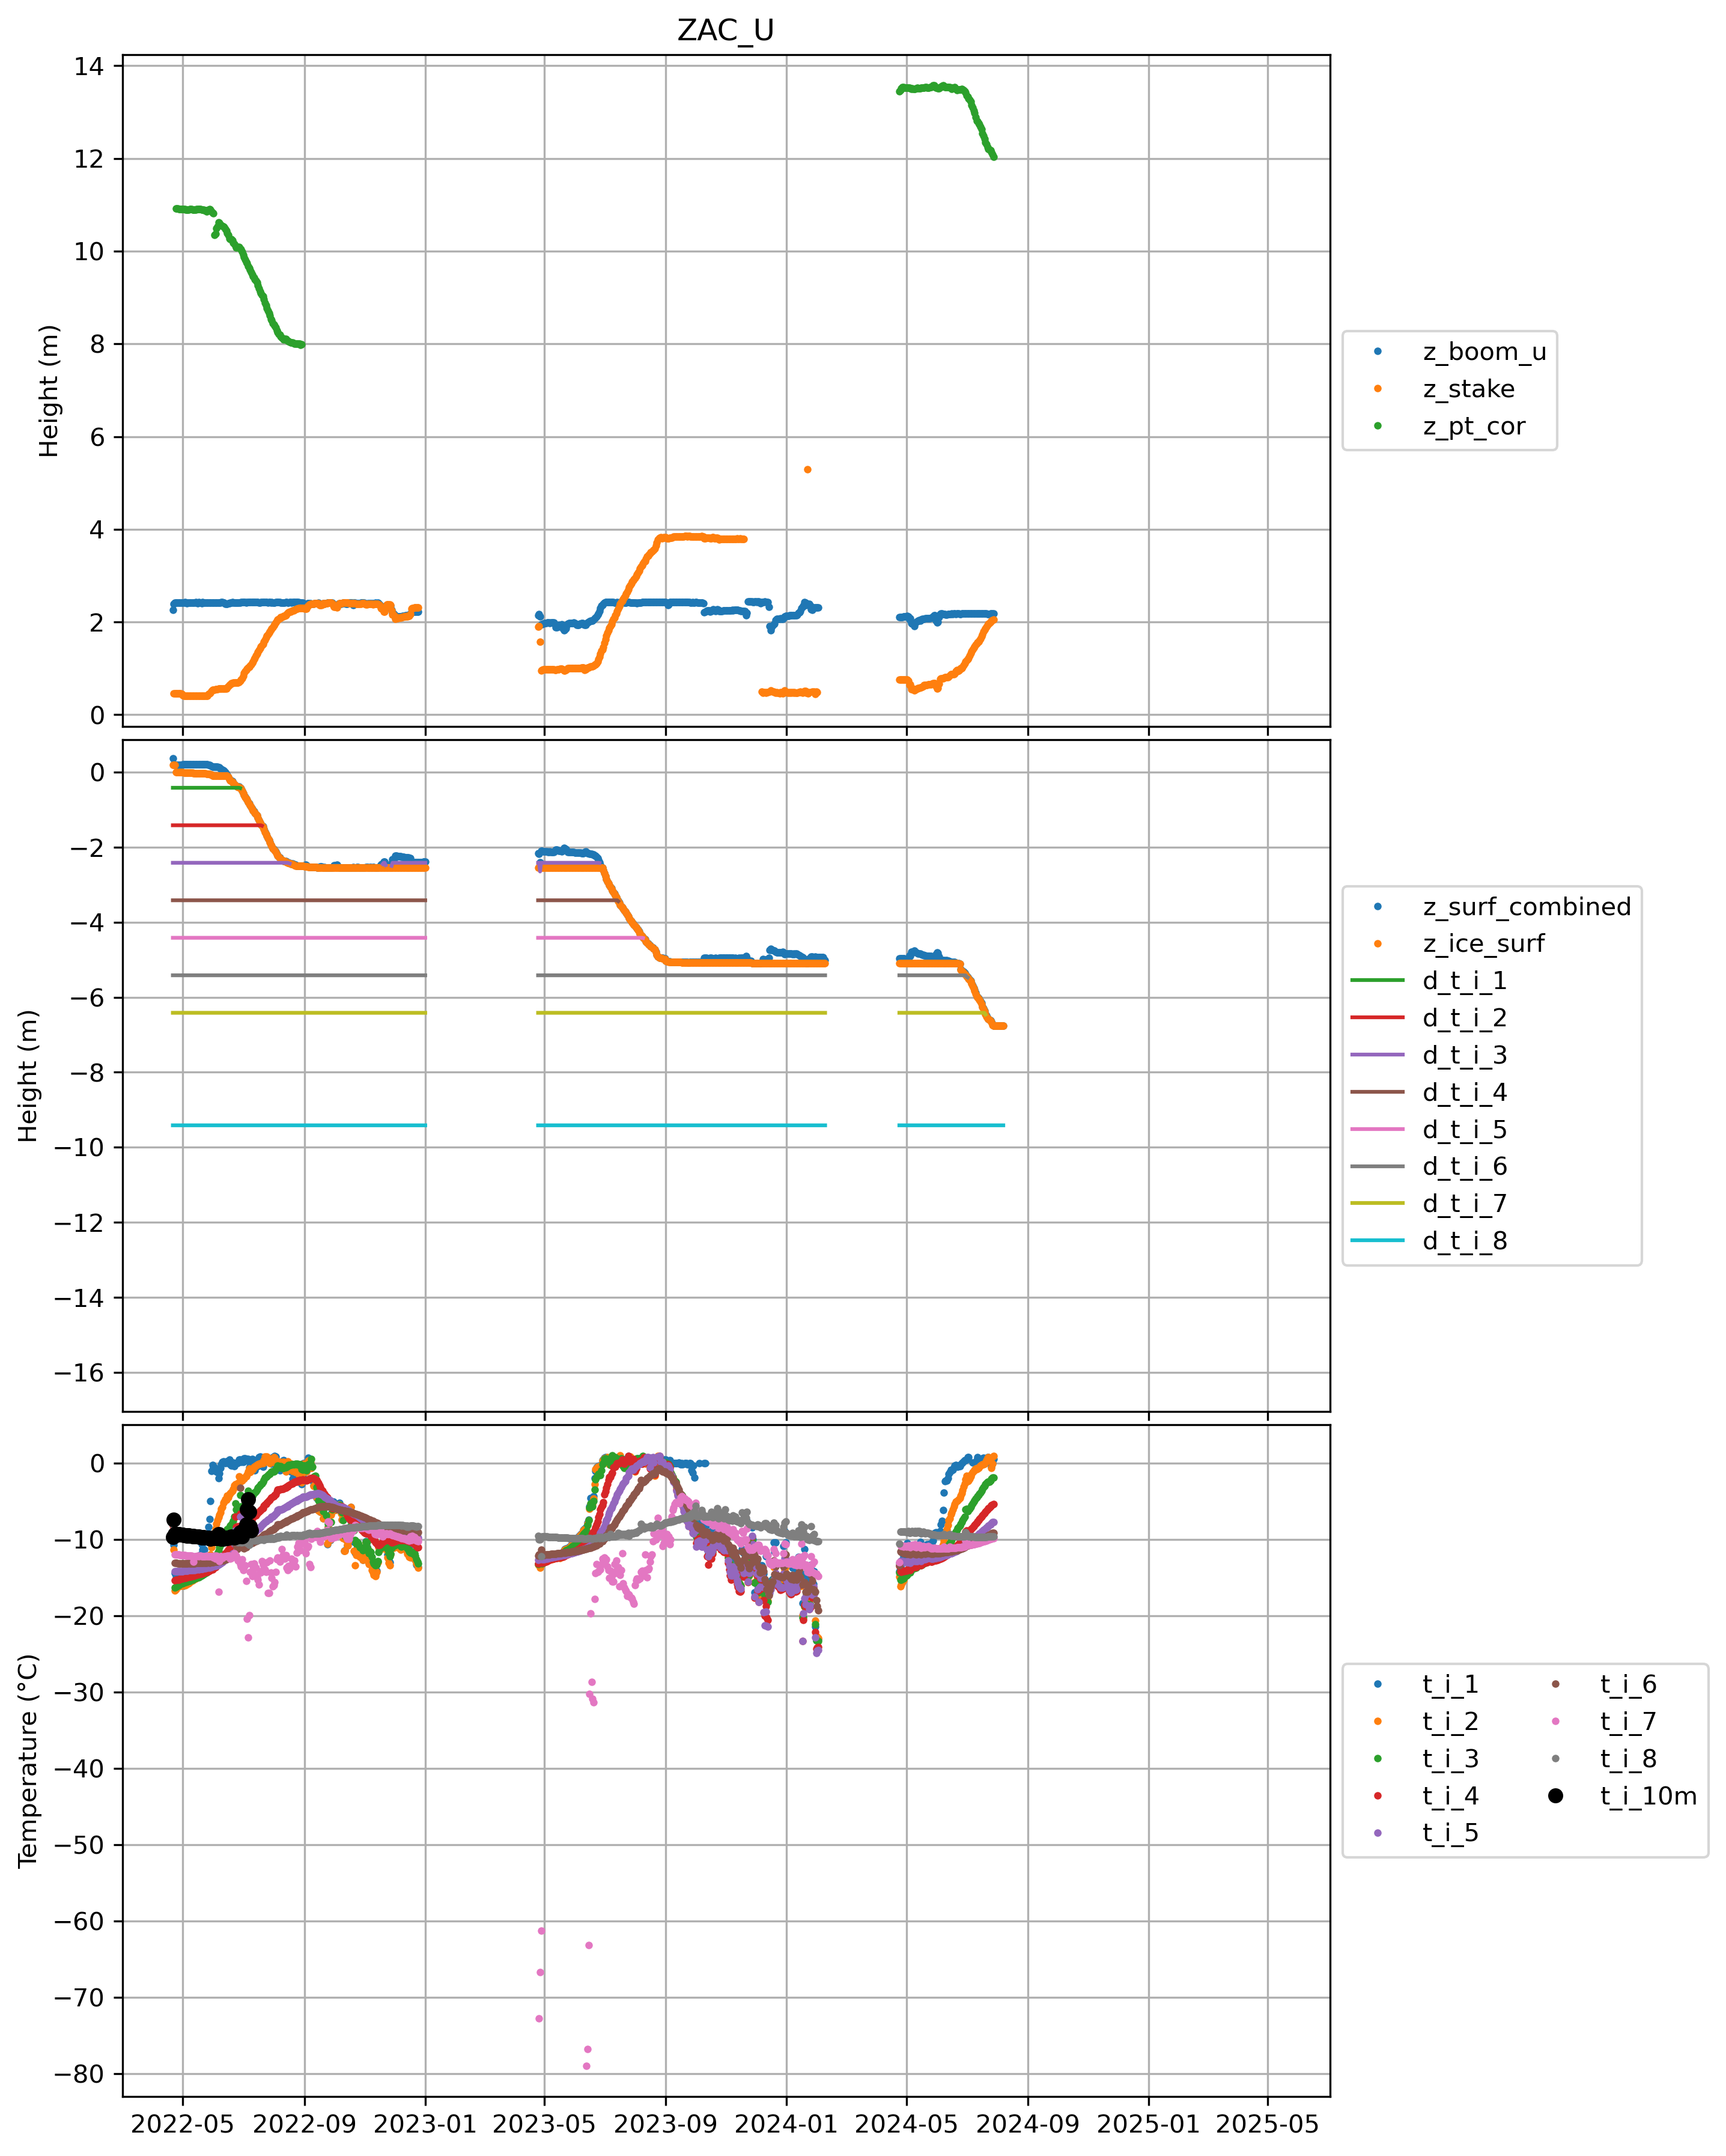 ZAC_U
14
12
10
8
6
4
2
0
Height (m)
z_boom_u
z_stake
z_pt_cor
0
−2
−4
−6
−8
−10
−12
−14
−16
Height (m)
z_surf_combined
z_ice_surf
d_t_i_1
d_t_i_2
d_t_i_3
d_t_i_4
d_t_i_5
d_t_i_6
d_t_i_7
d_t_i_8
0
−10
−20
−30
−40
−50
−60
−70
−80
Temperature (°C)
t_i_1 t_i_6
t_i_2 t_i_7
t_i_3 t_i_8
t_i_4 t_i_10m
t_i_5
2022-05 2022-09 2023-01 2023-05 2023-09 2024-01 2024-05 2024-09 2025-01 2025-05